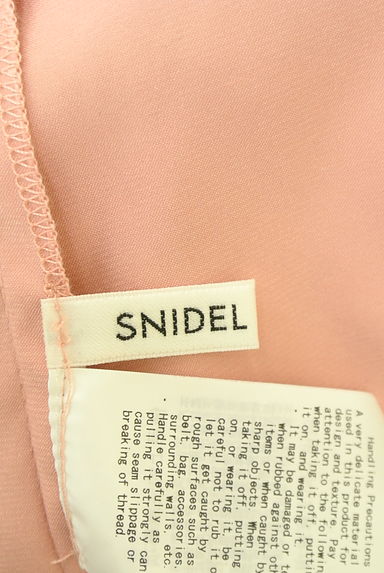 SNIDEL
Handling Precautions
A very delicate material
used in this product for
design and texture. Pay
attention to the
when taking it off, putting
it on, and wearing it.
· It may be damaged or
when rubbed against
items or when caught by
sharp objects. When
taking it off, putting
on, or wearing it, be
careful not to rub it
let it get caught by
rough surfaces such as
belt, bag, accessories,
surrounding walls, etc.
· Handle carefully as
pulling it strongly can
cause seam slippage or
breaking of thread.